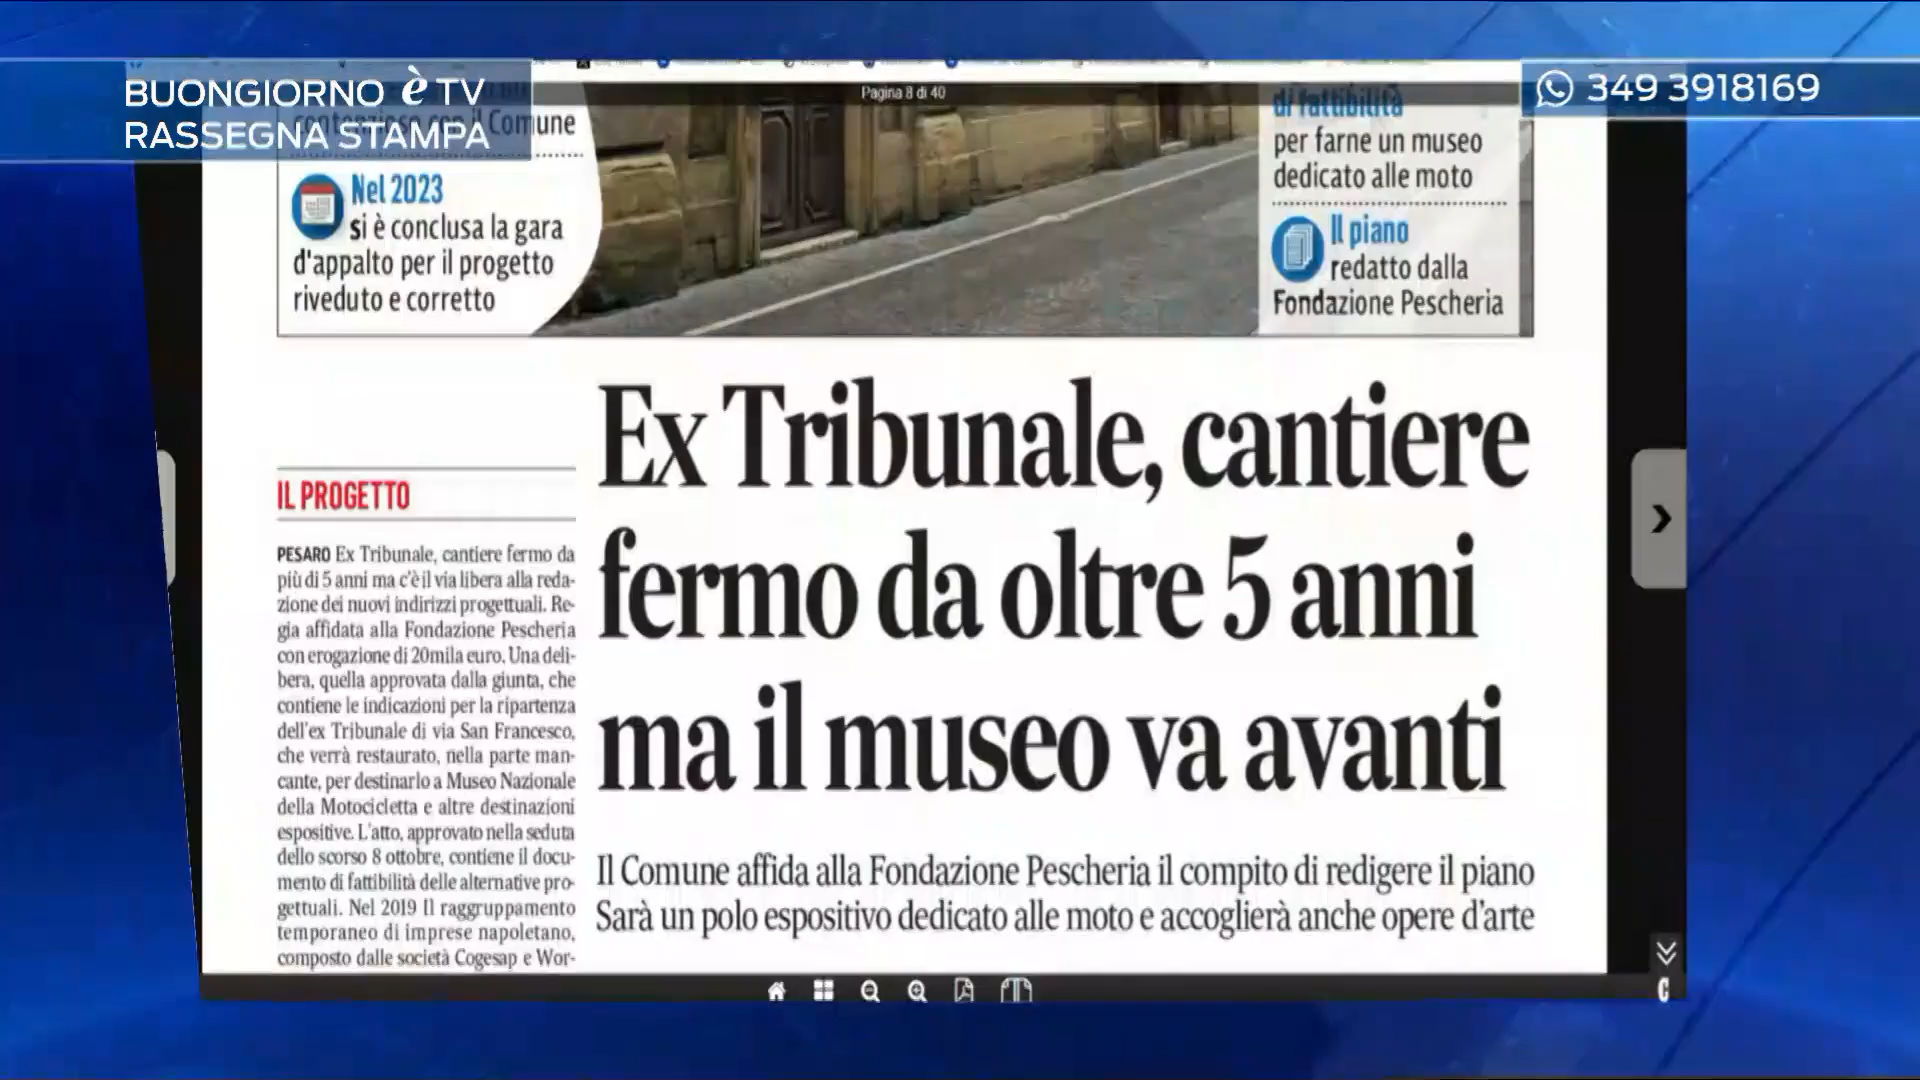 BUONGIORNO è TV
RASSEGNA STAMPA
349 3918169
Pagina 8 di 40
contenzioso con il Comune
Nel 2023
si è conclusa la gara
d'appalto per il progetto
riveduto e corretto
di fattibilità
per farne un museo
dedicato alle moto
Il piano
redatto dalla
Fondazione Pescheria
Ex Tribunale, cantiere
fermo da oltre 5 anni
ma il museo va avanti
Il Comune affida alla Fondazione Pescheria il compito di redigere il piano
Sarà un polo espositivo dedicato alle moto e accoglierà anche opere d'arte
IL PROGETTO
PESARO Ex Tribunale, cantiere fermo da
più di 5 anni ma c'è il via libera alla reda-
zione dei nuovi indirizzi progettuali. Re-
gia affidata alla Fondazione Pescheria
con erogazione di 20mila euro. Una deli-
bera, quella approvata dalla giunta, che
contiene le indicazioni per la ripartenza
dell'ex Tribunale di via San Francesco,
che verrà restaurato, nella parte man-
cante, per destinarlo a Museo Nazionale
della Motocicletta e altre destinazioni
espositive. L'atto, approvato nella seduta
dello scorso 8 ottobre, contiene il docu-
mento di fattibilità delle alternative pro-
gettuali. Nel 2019 Il raggruppamento
temporaneo di imprese napoletano,
composto dalle società Cogesap e Wor-